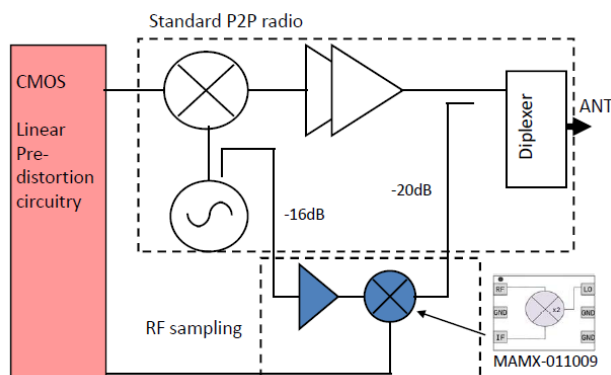 Standard P2P radio
CMOS
Linear
Pre-
distortion
circuitry
ANT
Diplexer
-16dB
-20dB
RF sampling
RF
LO
x2
GND
GND
IF
GND
MAMX-011009